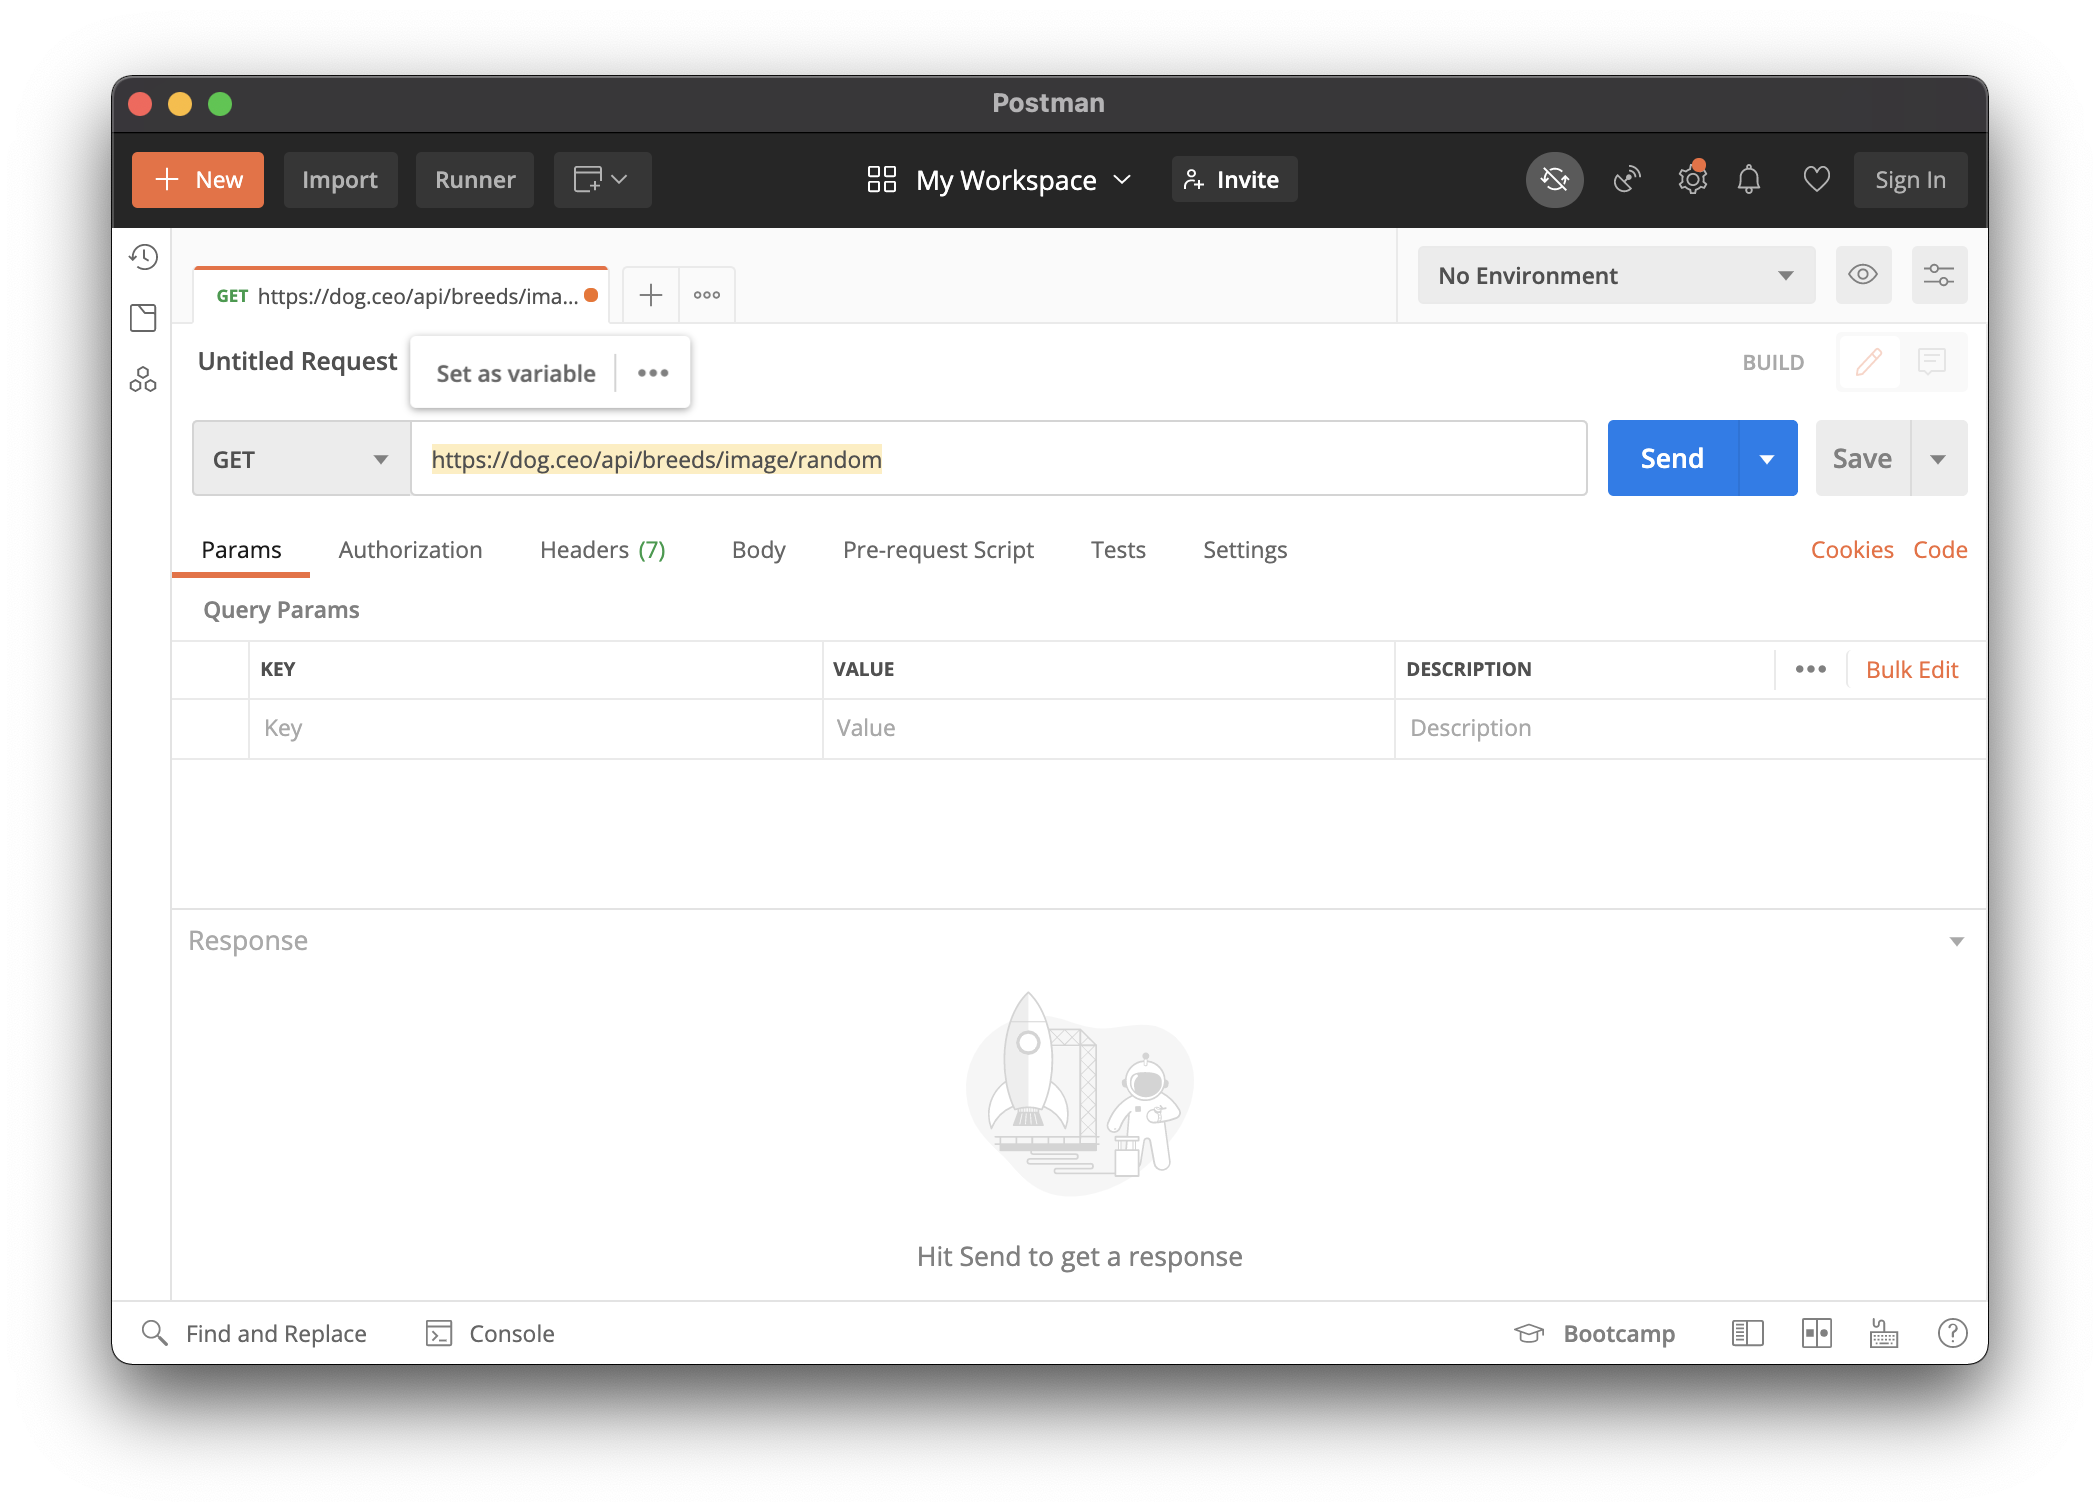 Postman
New
Import
Runner
My Workspace
Invite
Sign In
GET https://dog.ceo/api/breeds/ima...
No Environment
Untitled Request
Set as variable
BUILD
GET
https://dog.ceo/api/breeds/image/random
Send
Save
Params
Authorization
Headers (7)
Body
Pre-request Script
Tests
Settings
Cookies
Code
Query Params
KEY
VALUE
DESCRIPTION
Bulk Edit
Key
Value
Description
Response
Hit Send to get a response
Find and Replace
Console
Bootcamp